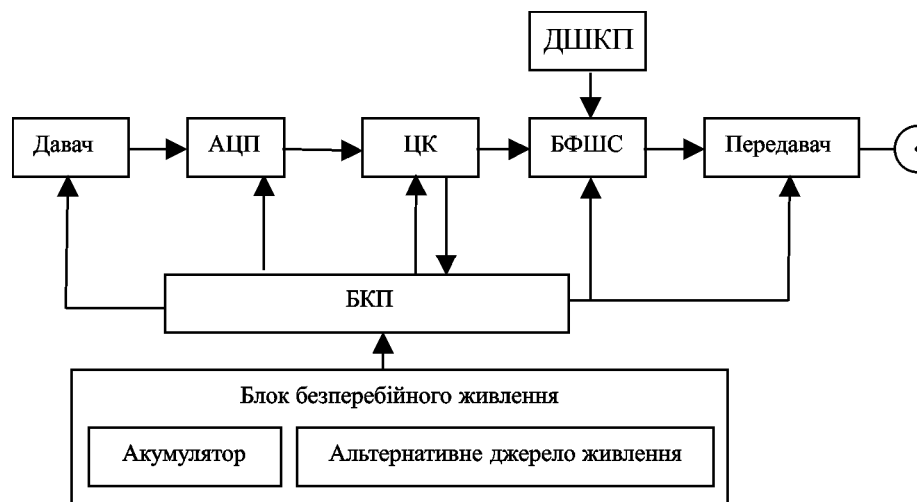 ДШКП
Давач
АЦП
ЦК
БФШС
Передавач
БКП
Блок безперебійного живлення
Акумулятор
Альтернативне джерело живлення